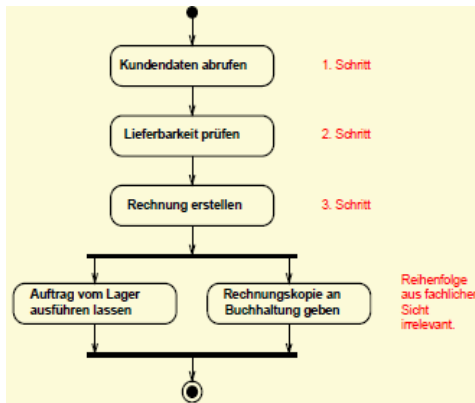 Kundendaten abrufen
1. Schritt
Lieferbarkeit prüfen
2. Schritt
Rechnung erstellen
3. Schritt
Auftrag vom Lager
ausführen lassen
Rechnungskopie an
Buchhaltung geben
Reihenfolge
aus fachlicher
Sicht
irrelevant.